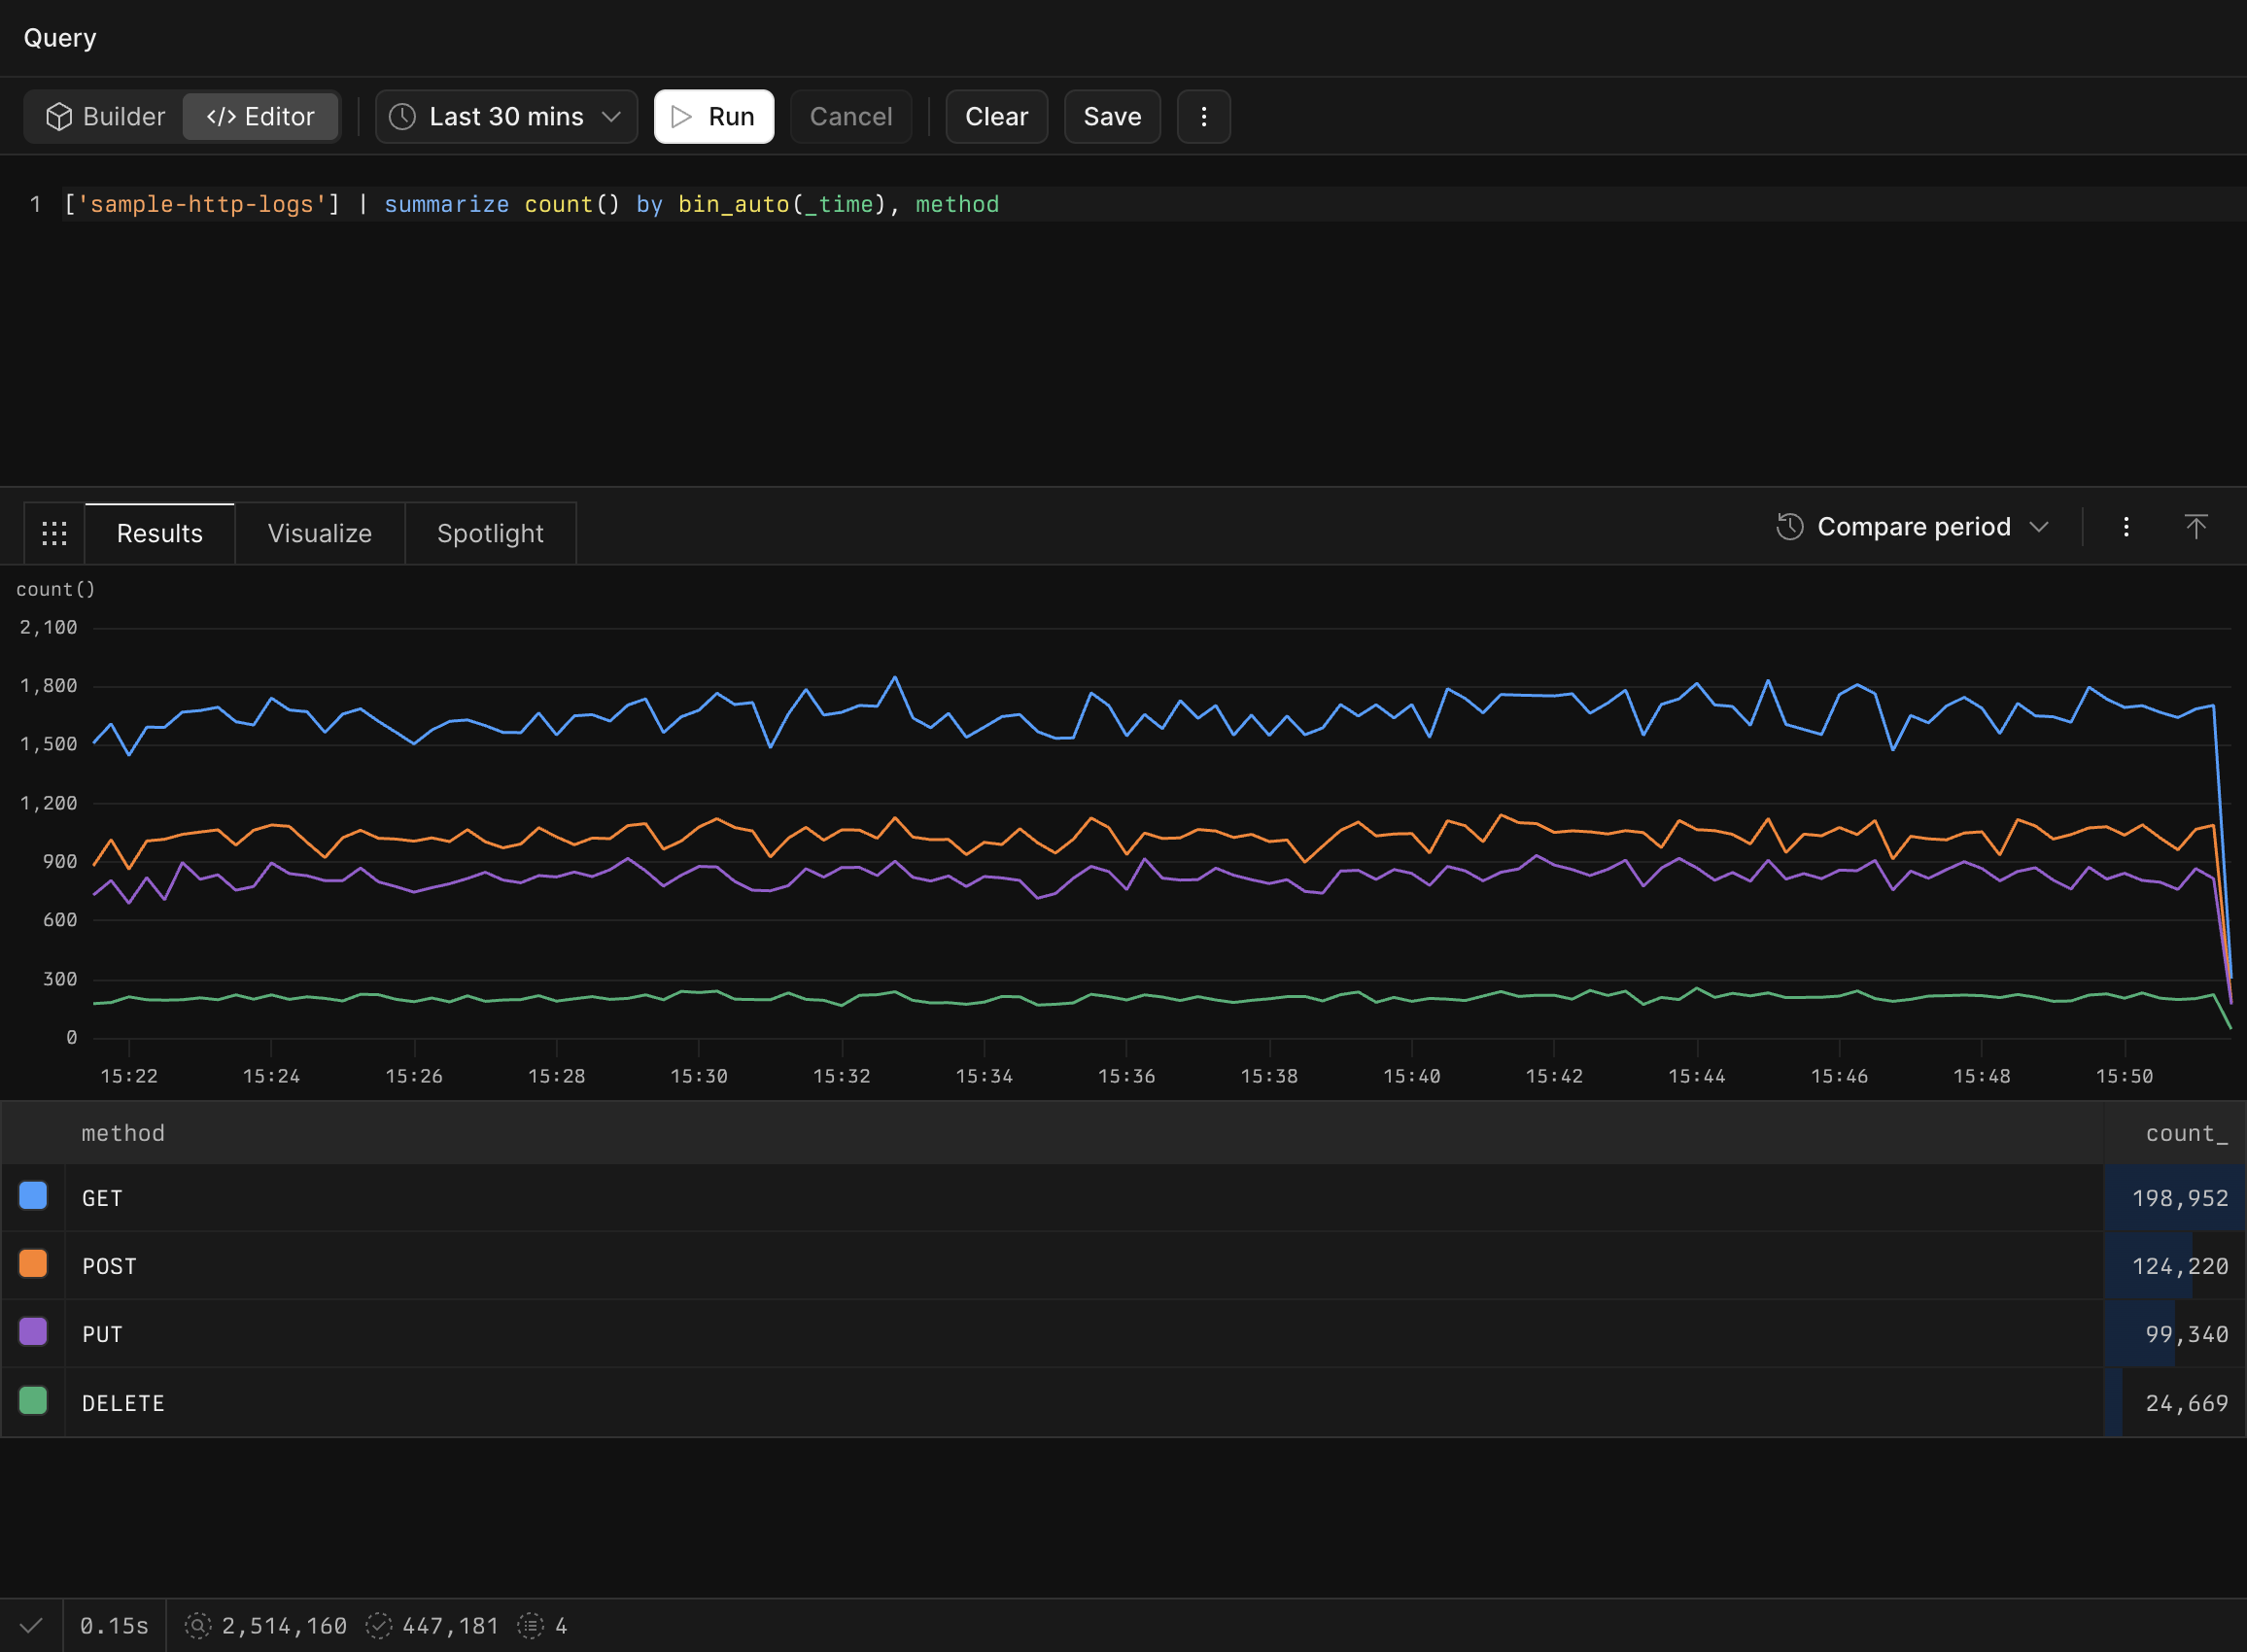 Query
Builder </> Editor Last 30 mins Run Cancel Clear Save
1 ['sample-http-logs'] | summarize count() by bin_auto(_time), method
Results Visualize Spotlight Compare period
count()
2,100
1,800
1,500
1,200
900
600
300
0
15:22 15:24 15:26 15:28 15:30 15:32 15:34 15:36 15:38 15:40 15:42 15:44 15:46 15:48 15:50
method count_
GET 198,952
POST 124,220
PUT 99,340
DELETE 24,669
0.15s 2,514,160 447,181 4